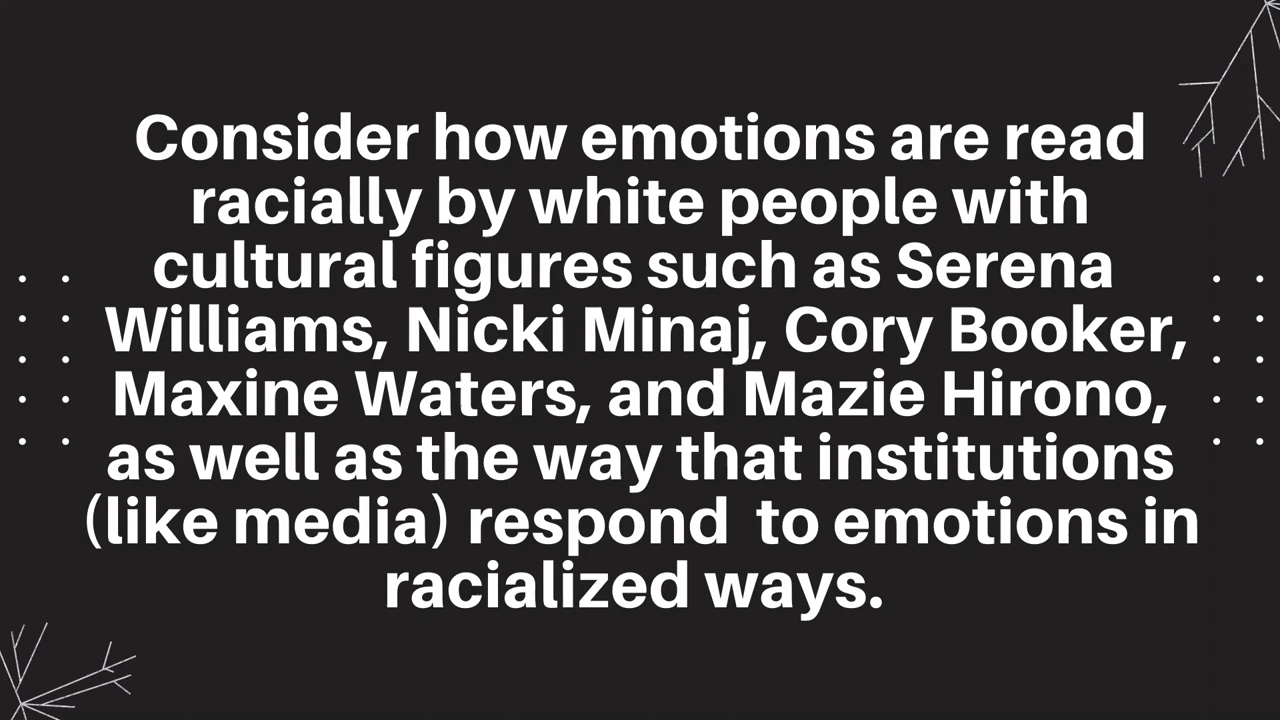 Consider how emotions are read
racially by white people with
cultural figures such as Serena
Williams, Nicki Minaj, Cory Booker,
Maxine Waters, and Mazie Hirono,
as well as the way that institutions
(like media) respond  to emotions in
racialized ways.